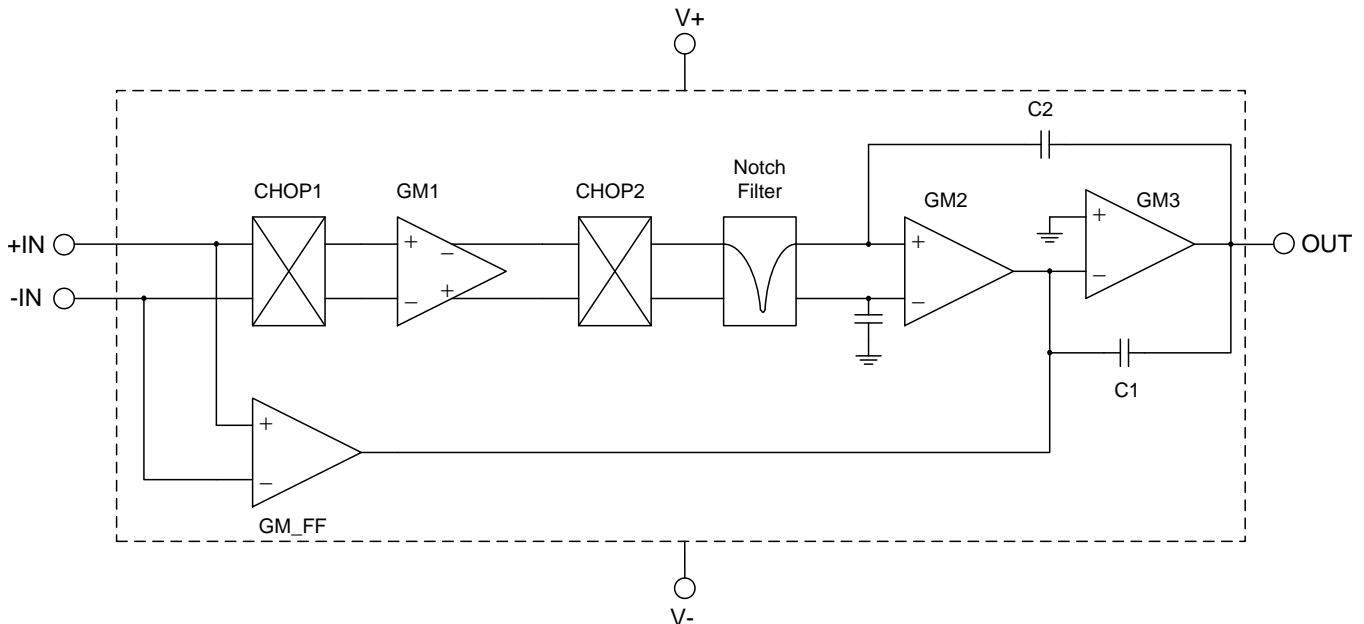 V+
C2
Notch
Filter
CHOP1
GM1
CHOP2
GM2
GM3
+IN
+
−
+
−
+
−
+
−
OUT
-IN
C1
+
−
GM_FF
V-